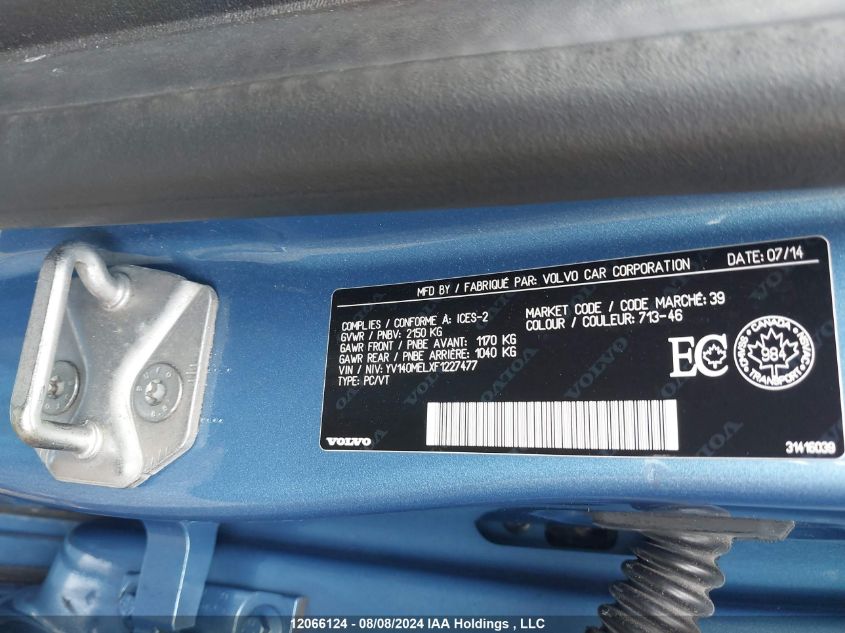 MFD BY / FABRIQUÉ PAR: VOLVO CAR CORPORATION DATE: 07/14
COMPLIES / CONFORME À: ICES-2
GVWR / PNBV: 2150 KG
GAWR FRONT / PNBE AVANT: 1170 KG
GAWR REAR / PNBE ARRIÈRE: 1040 KG
VIN / NIV: YV140MELXF1227477
TYPE: PC/VT
MARKET CODE / CODE MARCHÉ: 39
COLOUR / COULEUR: 713-46
EC
CANADA
984
TRANSPORT
VOLVO
31416039
12066124 - 08/08/2024 IAA Holdings , LLC